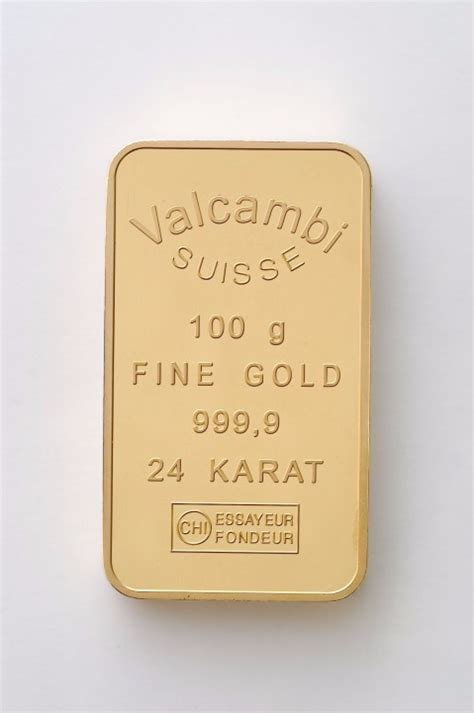 Valcambi
SUISSE
100 g
FINE GOLD
999,9
24 KARAT
CHI ESSAYEUR
FONDEUR